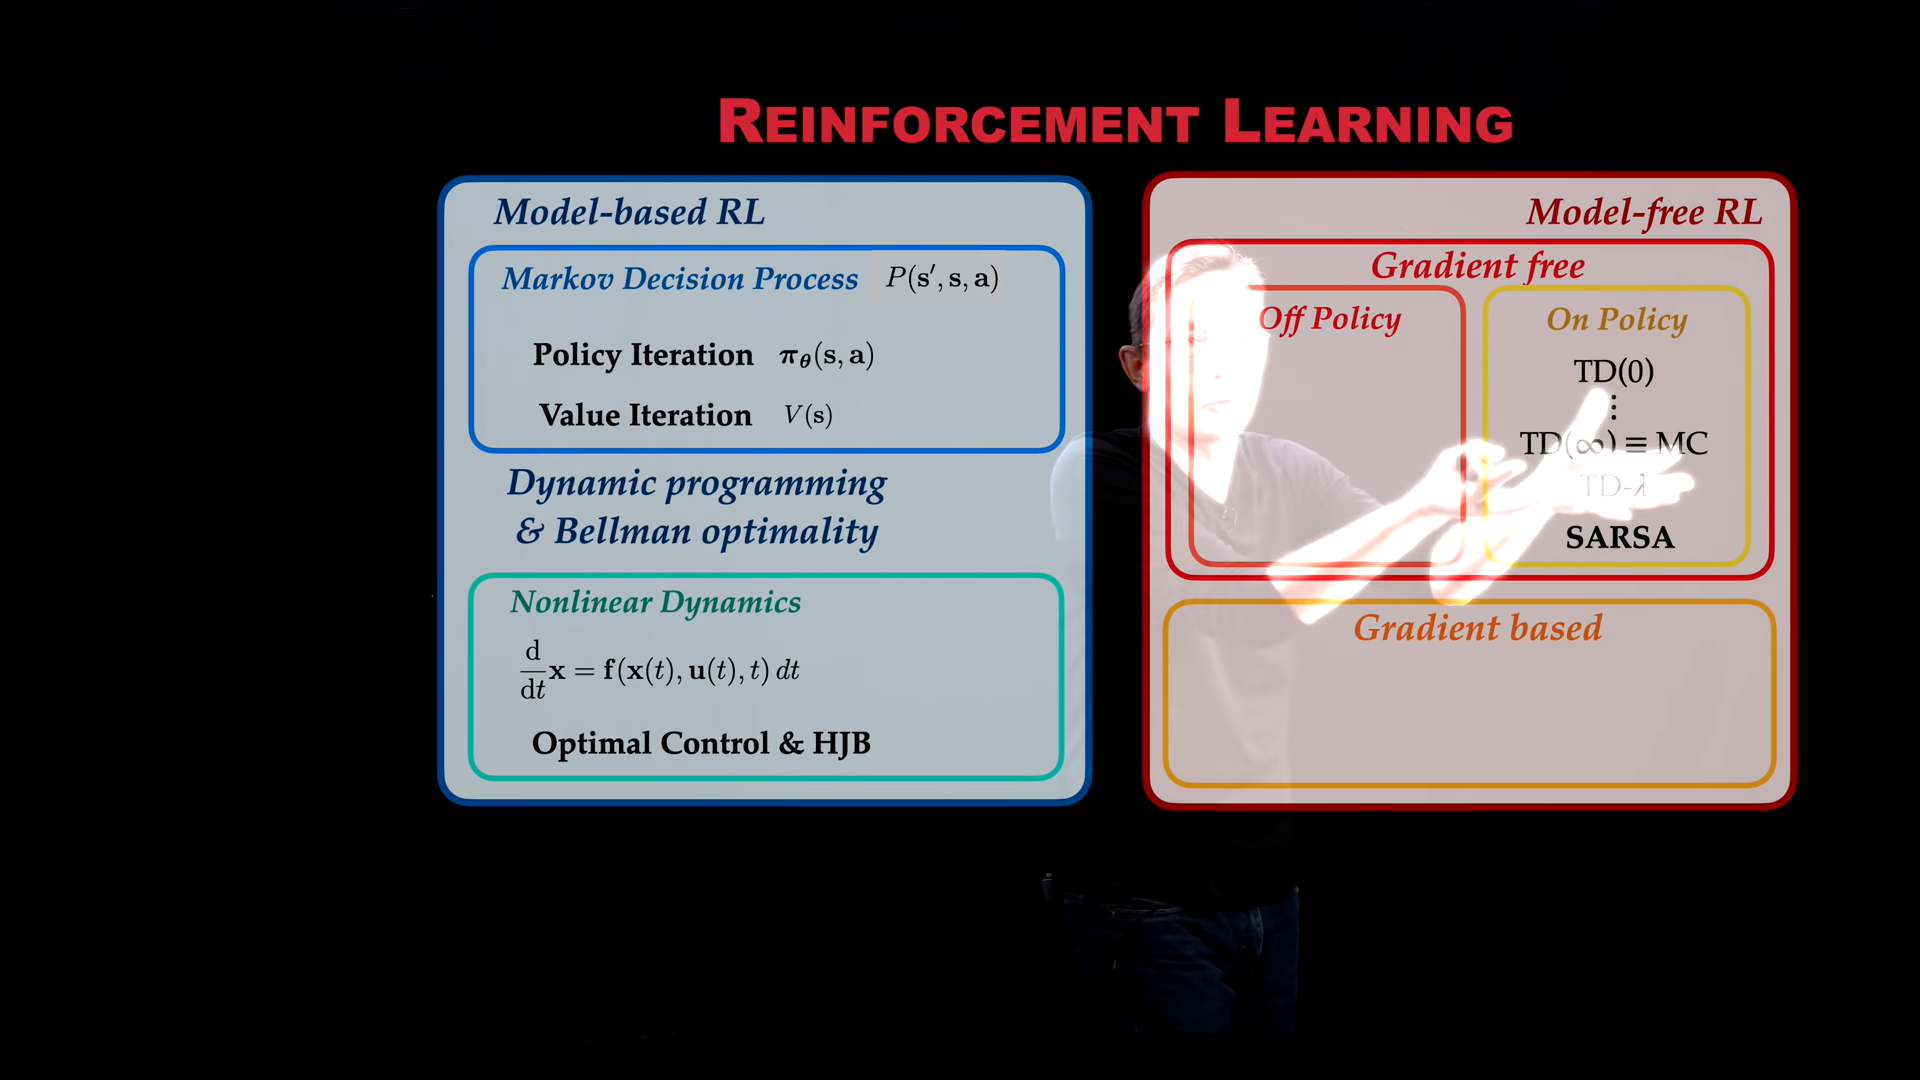 REINFORCEMENT LEARNING
Model-based RL
Markov Decision Process P(s′, s, a)
Policy Iteration π_θ(s, a)
Value Iteration V(s)
Dynamic programming
& Bellman optimality
Nonlinear Dynamics
d/dt x = f(x(t), u(t), t) dt
Optimal Control & HJB
Model-free RL
Gradient free
Off Policy
On Policy
TD(0)
⋮
TD(∞) ≡ MC
TD-λ
SARSA
Gradient based